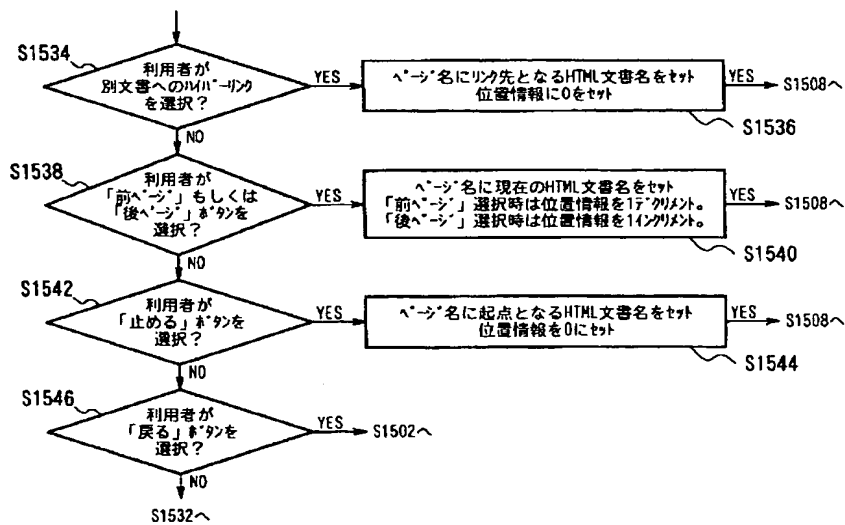 S1534
利用者が
別文書へのハイパーリンク
を選択？
YES
ページ名にリンク先となるHTML文書名をセット
位置情報に0をセット
YES
S1508へ
S1536
NO
S1538
利用者が
「前ページ」もしくは
「後ページ」ボタンを
選択？
YES
ページ名に現在のHTML文書名をセット
「前ページ」選択時は位置情報を1デクリメント。
「後ページ」選択時は位置情報を1インクリメント。
YES
S1508へ
S1540
NO
S1542
利用者が
「止める」ボタンを
選択？
YES
ページ名に起点となるHTML文書名をセット
位置情報を0にセット
YES
S1508へ
S1544
NO
S1546
利用者が
「戻る」ボタンを
選択？
YES
S1502へ
NO
S1532へ